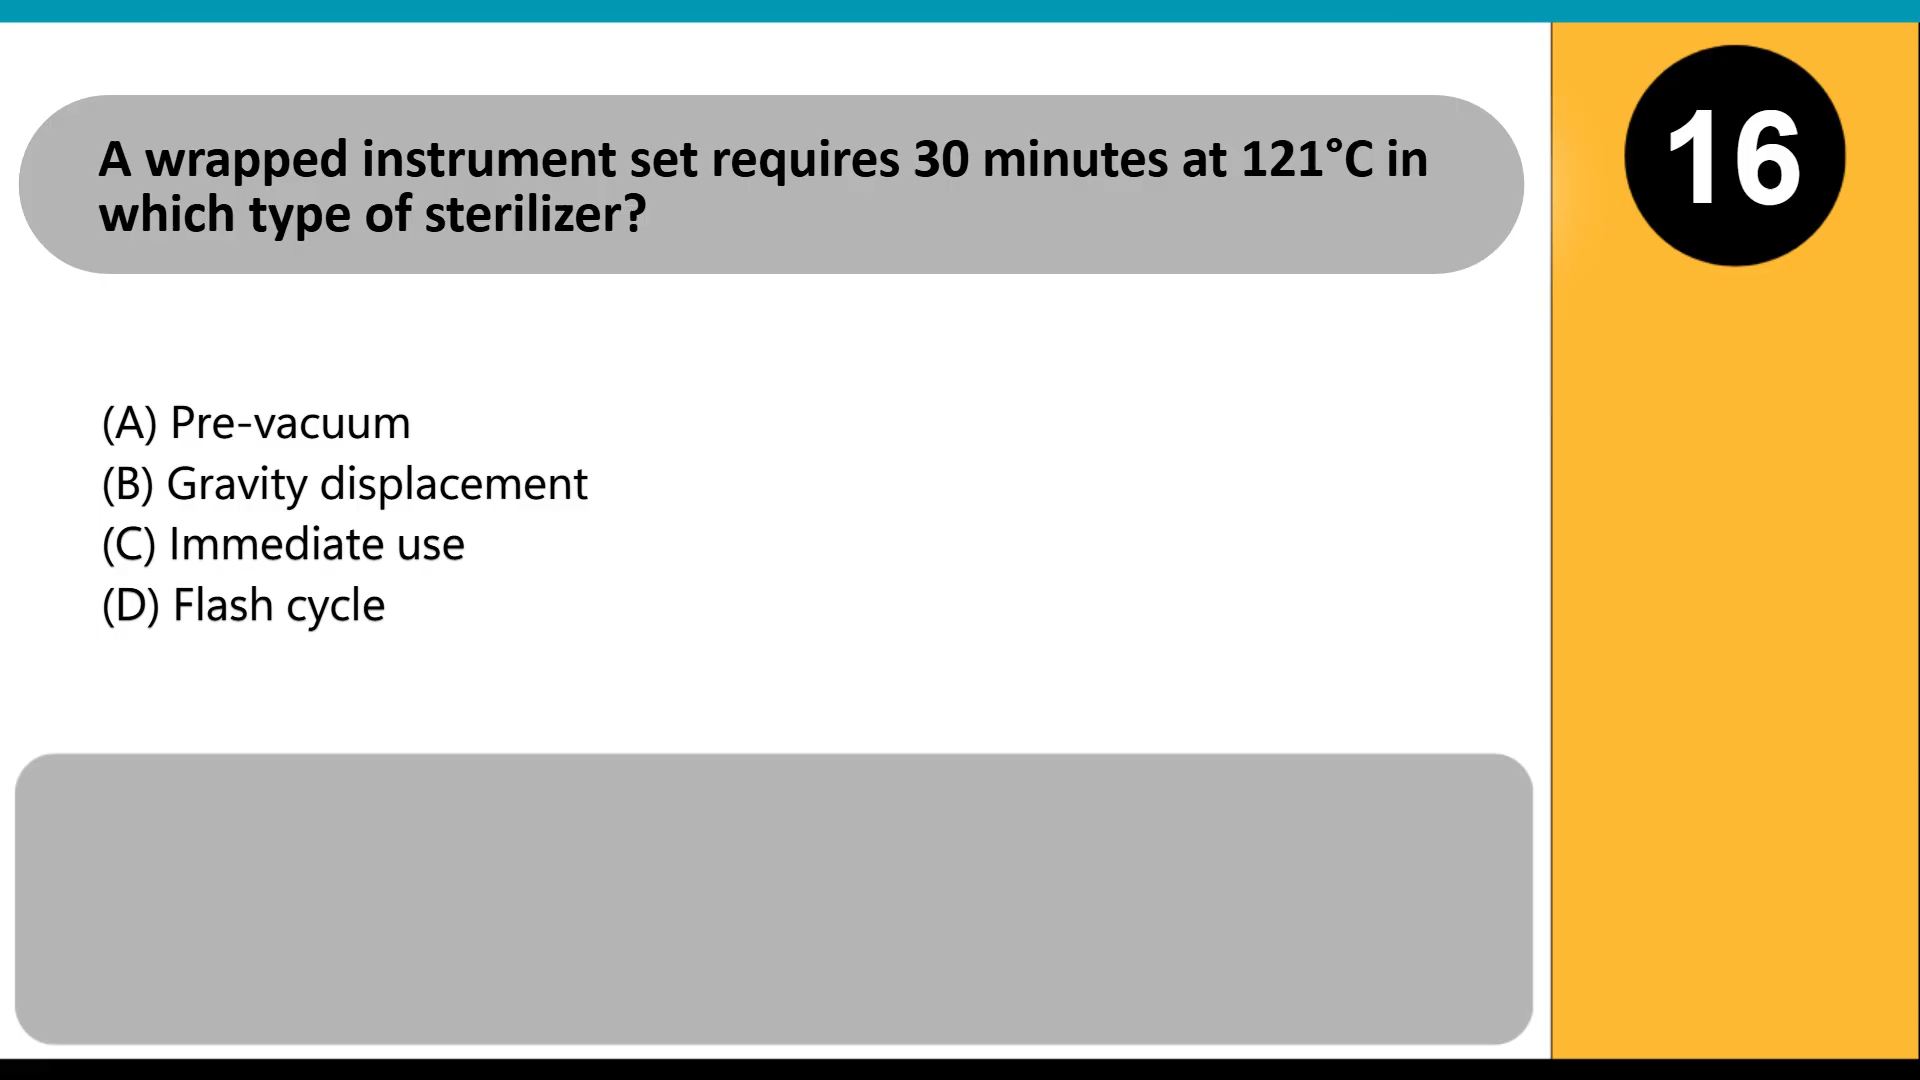 A wrapped instrument set requires 30 minutes at 121°C in
which type of sterilizer?
16
(A) Pre-vacuum
(B) Gravity displacement
(C) Immediate use
(D) Flash cycle